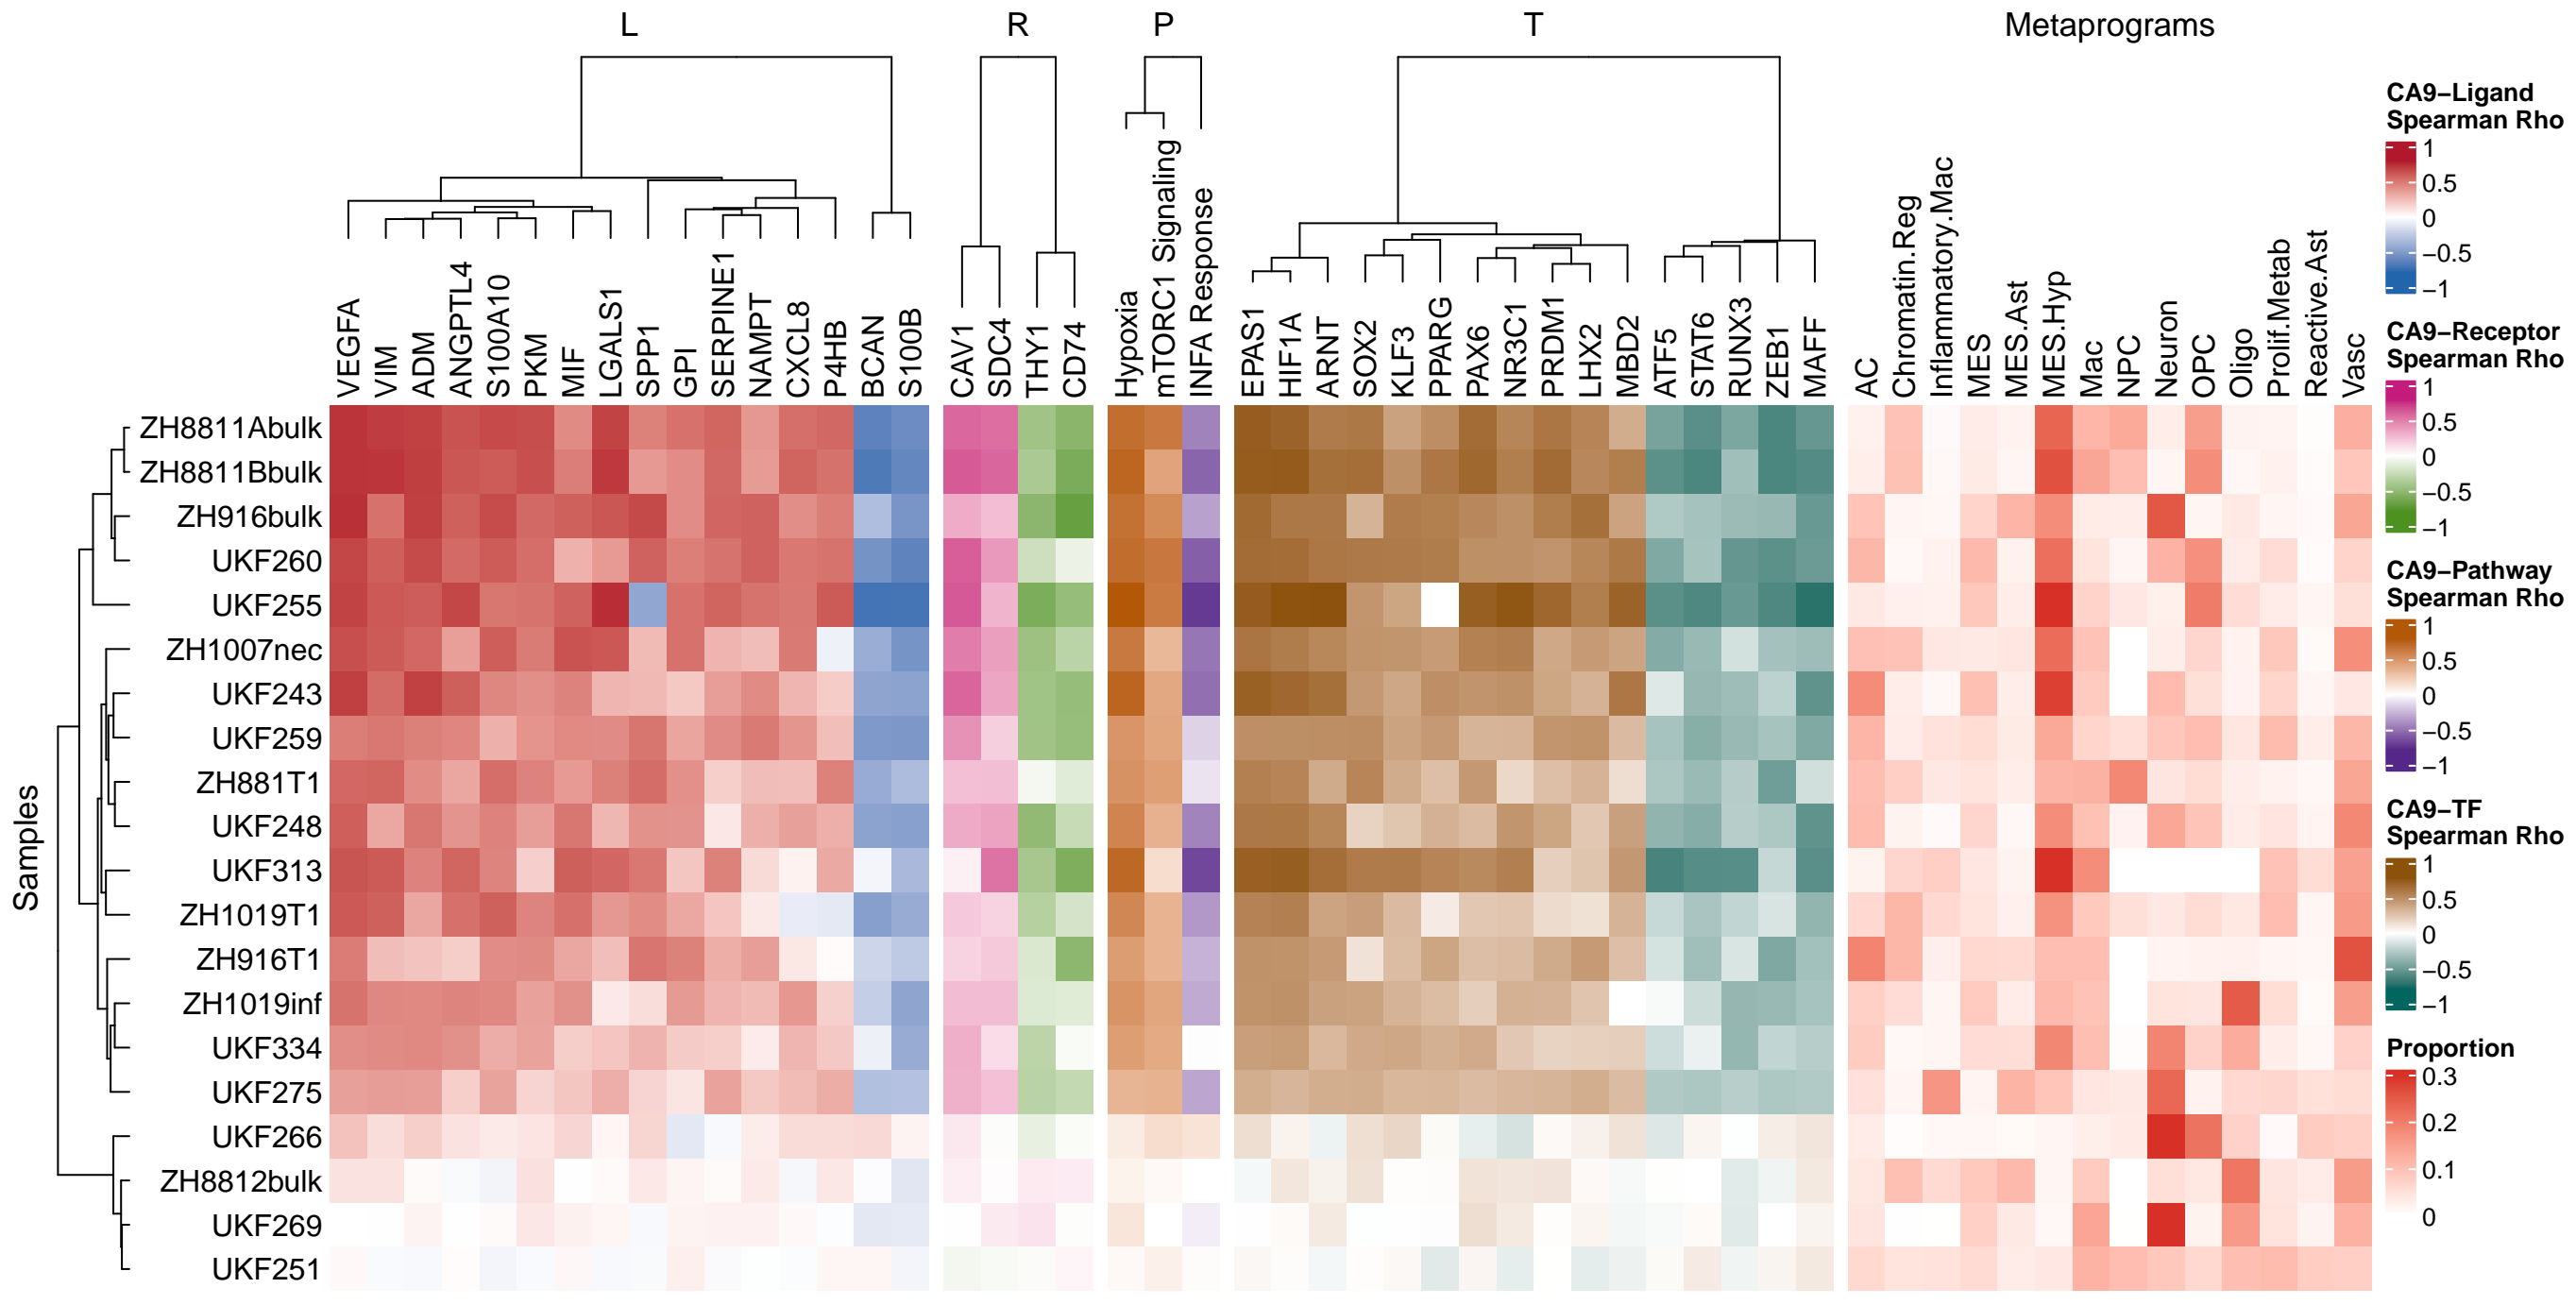 L
R
P
T
Metaprograms
VEGFA
VIM
ADM
ANGPTL4
S100A10
PKM
MIF
LGALS1
SPP1
GPI
SERPINE1
NAMPT
CXCL8
P4HB
BCAN
S100B
CAV1
SDC4
THY1
CD74
Hypoxia
mTORC1 Signaling
INFA Response
EPAS1
HIF1A
ARNT
SOX2
KLF3
PPARG
PAX6
NR3C1
PRDM1
LHX2
MBD2
ATF5
STAT6
RUNX3
ZEB1
MAFF
AC
Chromatin.Reg
Inflammatory.Mac
MES
MES.Ast
MES.Hyp
Mac
NPC
Neuron
OPC
Oligo
Prolif.Metab
Reactive.Ast
Vasc
Samples
ZH8811Abulk
ZH8811Bbulk
ZH916bulk
UKF260
UKF255
ZH1007nec
UKF243
UKF259
ZH881T1
UKF248
UKF313
ZH1019T1
ZH916T1
ZH1019inf
UKF334
UKF275
UKF266
ZH8812bulk
UKF269
UKF251
CA9−Ligand
Spearman Rho
1
0.5
0
−0.5
−1
CA9−Receptor
Spearman Rho
1
0.5
0
−0.5
−1
CA9−Pathway
Spearman Rho
1
0.5
0
−0.5
−1
CA9−TF
Spearman Rho
1
0.5
0
−0.5
−1
Proportion
0.3
0.2
0.1
0